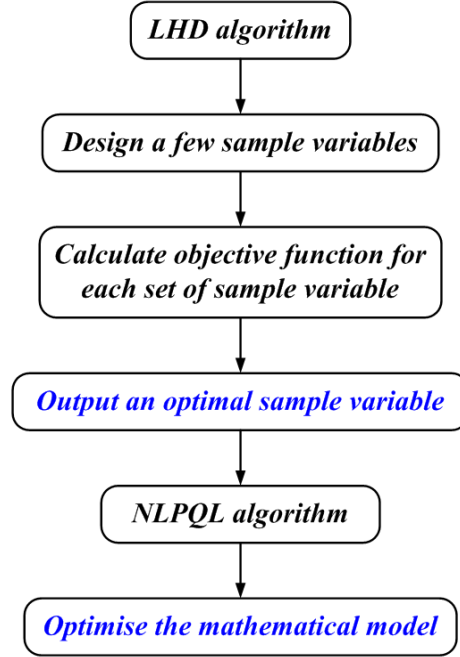 LHD algorithm
Design a few sample variables
Calculate objective function for
each set of sample variable
Output an optimal sample variable
NLPQL algorithm
Optimise the mathematical model